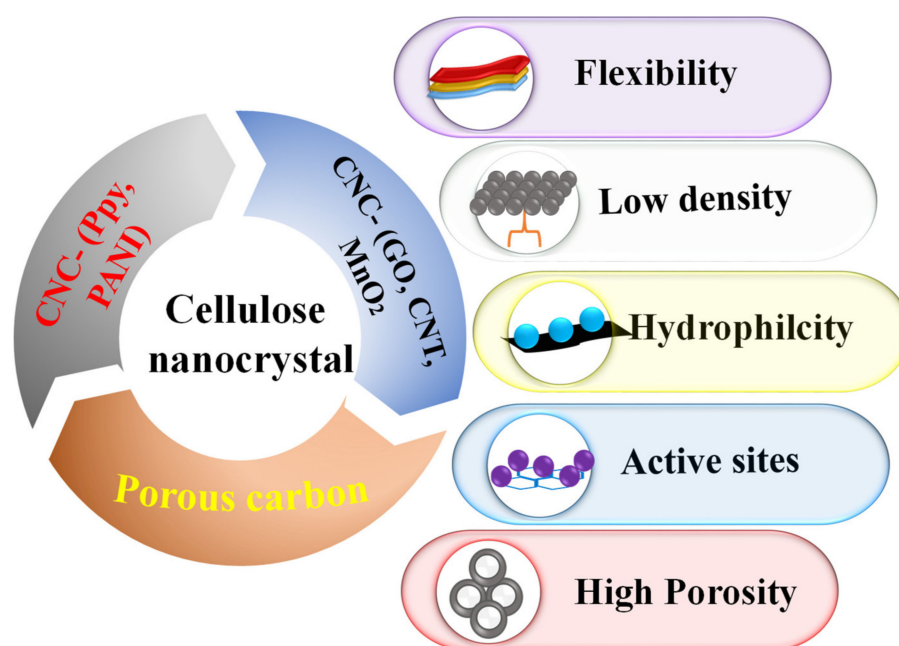 CNC- (Ppy,
PANI)
CNC- (GO, CNT,
MnO₂
Cellulose
nanocrystal
Porous carbon
Flexibility
Low density
Hydrophilcity
Active sites
High Porosity